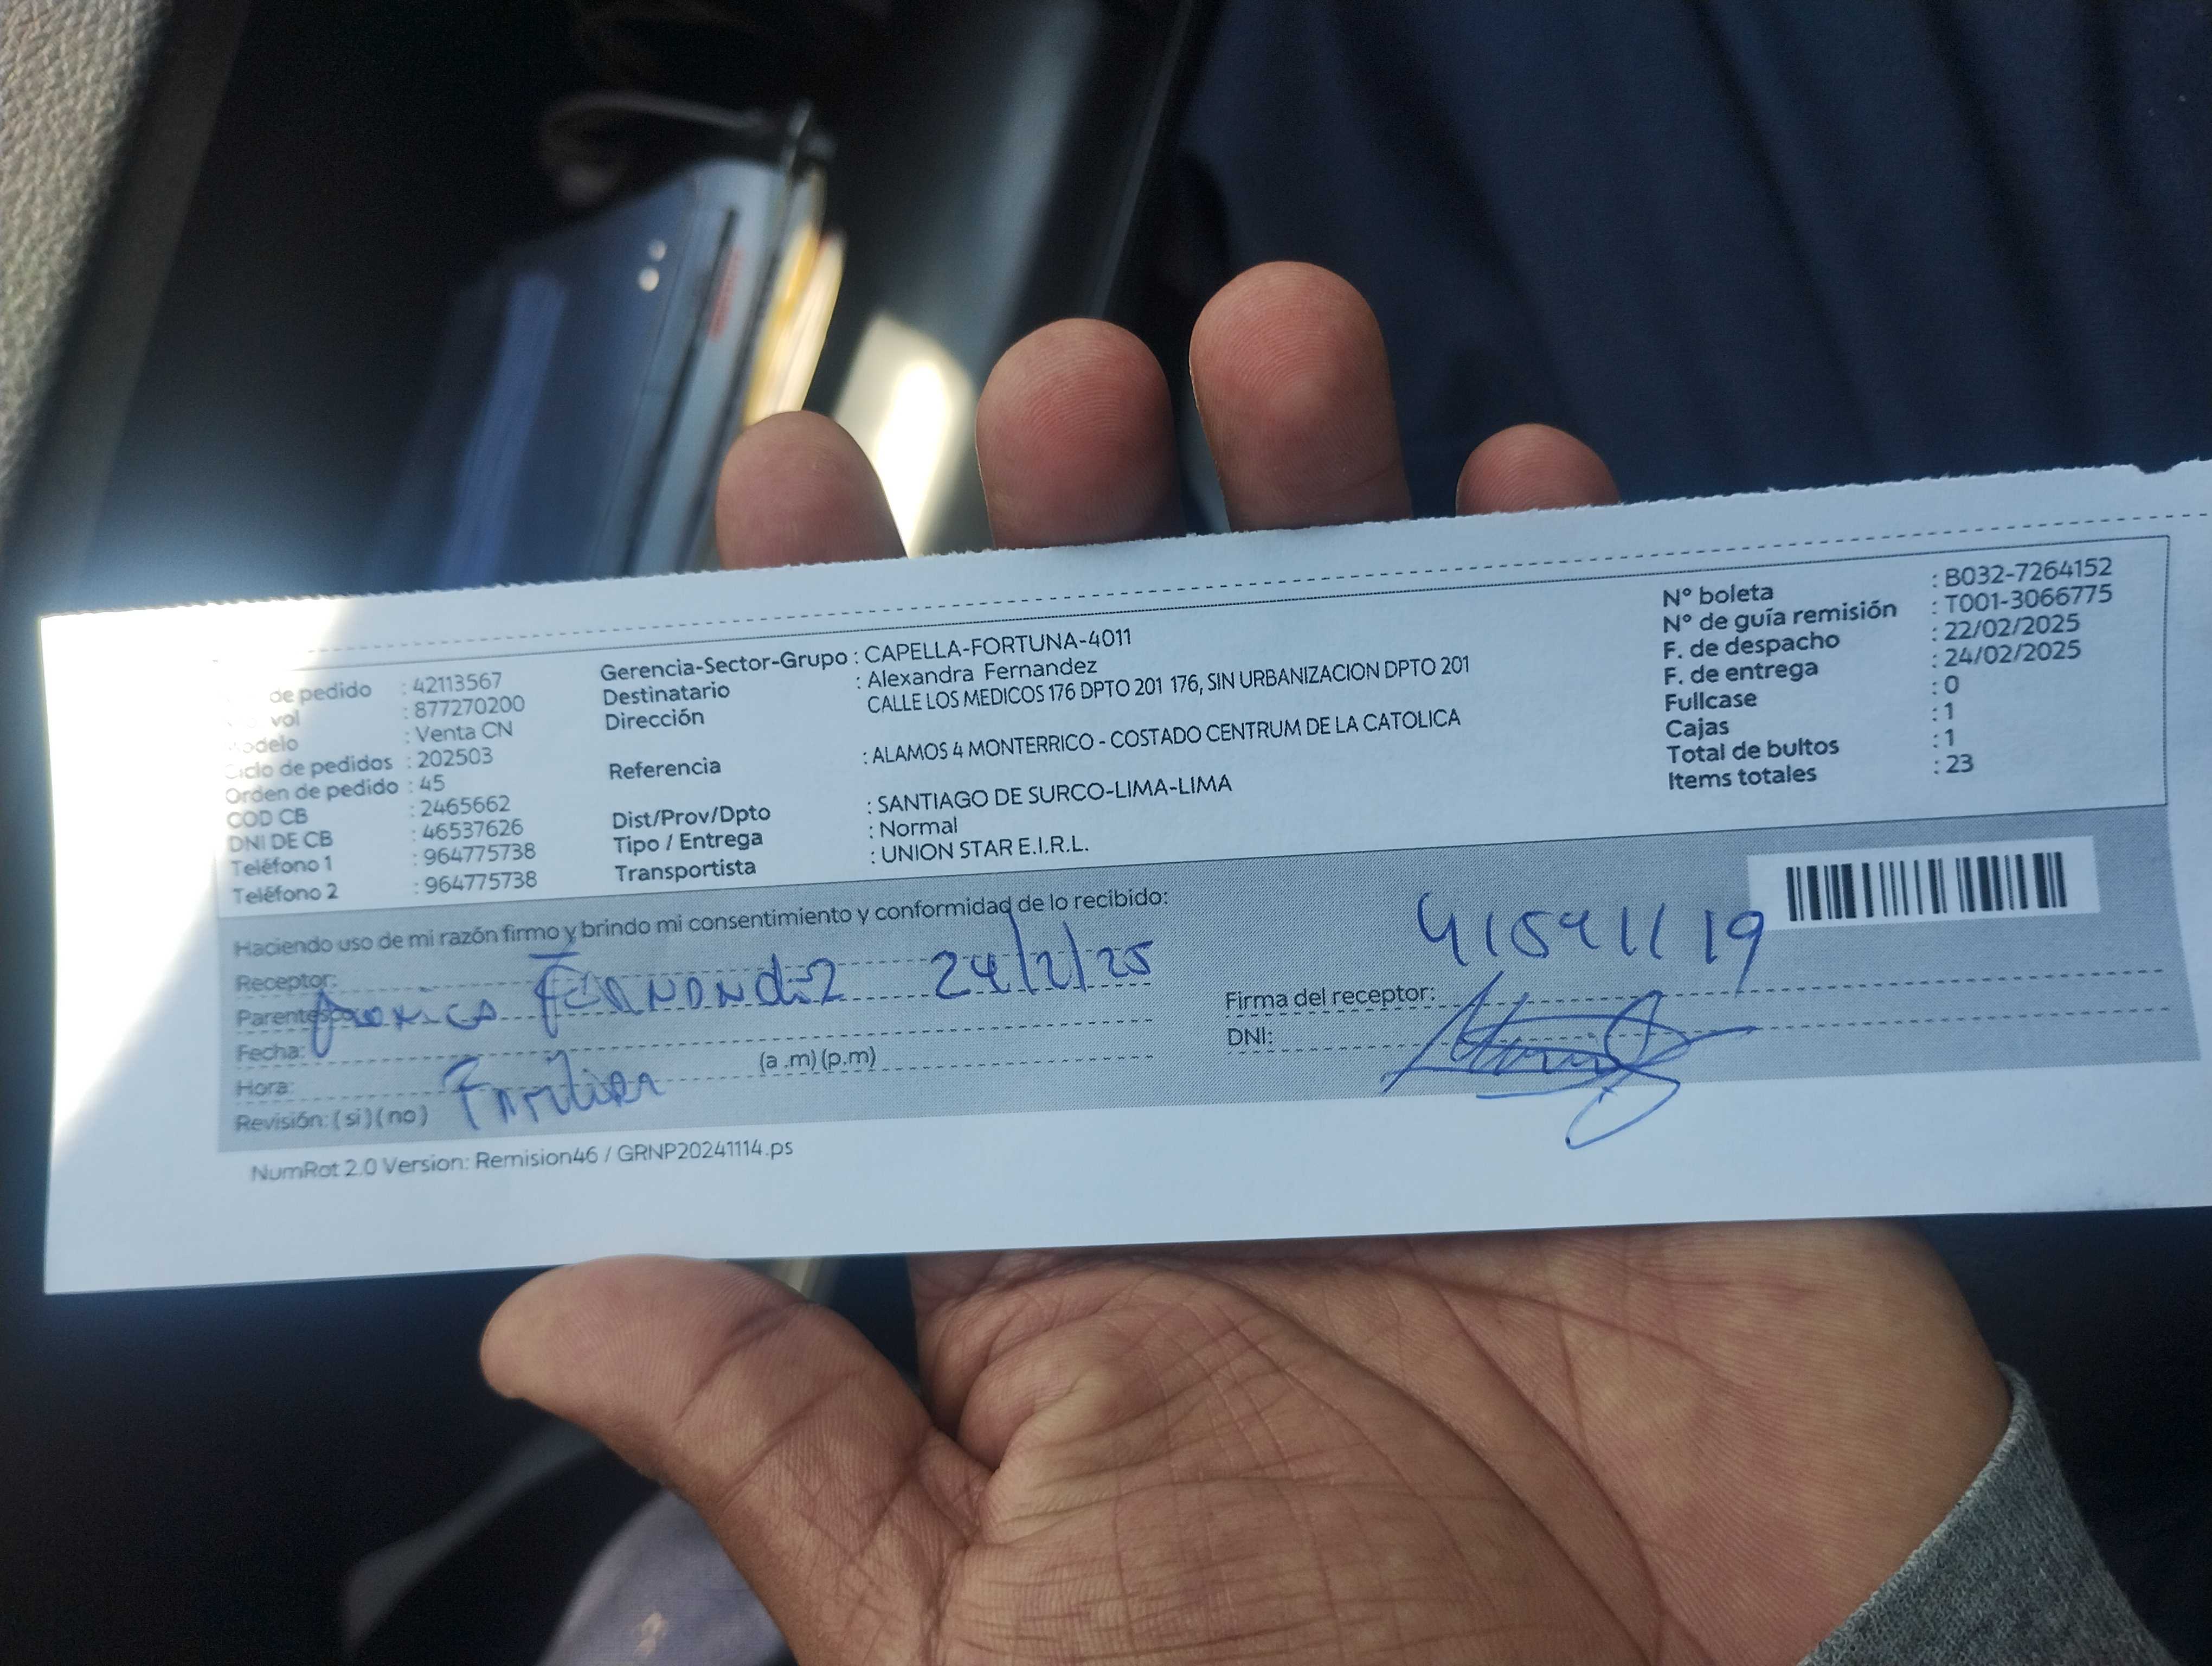 de pedido : 42113567
vol : 877270200
odelo : Venta CN
Ciclo de pedidos : 202503
Orden de pedido : 45
COD CB : 2465662
DNI DE CB : 46537626
Teléfono 1 : 964775738
Teléfono 2 : 964775738
Gerencia-Sector-Grupo : CAPELLA-FORTUNA-4011
Destinatario : Alexandra Fernandez
Dirección CALLE LOS MEDICOS 176 DPTO 201 176, SIN URBANIZACION DPTO 201
Referencia : ALAMOS 4 MONTERRICO - COSTADO CENTRUM DE LA CATOLICA
Dist/Prov/Dpto : SANTIAGO DE SURCO-LIMA-LIMA
Tipo / Entrega : Normal
Transportista : UNION STAR E.I.R.L.
N° boleta : B032-7264152
N° de guía remisión : T001-3066775
F. de despacho : 22/02/2025
F. de entrega : 24/02/2025
Fullcase : 0
Cajas : 1
Total de bultos : 1
Items totales : 23
Haciendo uso de mi razón firmo y brindo mi consentimiento y conformidad de lo recibido:
Receptor:
Fernandez 24/2/25
Fecha:
Hora: (a .m) (p.m)
Revisión: ( si ) ( no )
Firma del receptor:
DNI:
NumRot 2.0 Version: Remision46 / GRNP20241114.ps